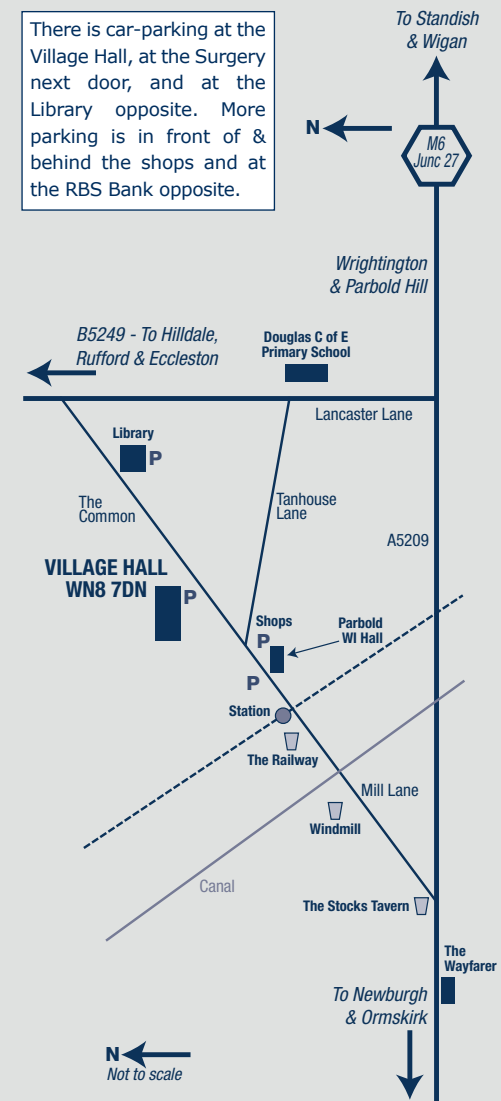 There is car-parking at the
Village Hall, at the Surgery
next door, and at the
Library opposite. More
parking is in front of &
behind the shops and at
the RBS Bank opposite.
To Standish
& Wigan
N
M6
Junc 27
Wrightington
& Parbold Hill
B5249 - To Hilldale,
Rufford & Eccleston
Douglas C of E
Primary School
Lancaster Lane
Library
P
The
Common
Tanhouse
Lane
A5209
VILLAGE HALL
WN8 7DN
P
Shops
P
Parbold
WI Hall
P
Station
The Railway
Mill Lane
Windmill
Canal
The Stocks Tavern
The
Wayfarer
To Newburgh
& Ormskirk
N
Not to scale